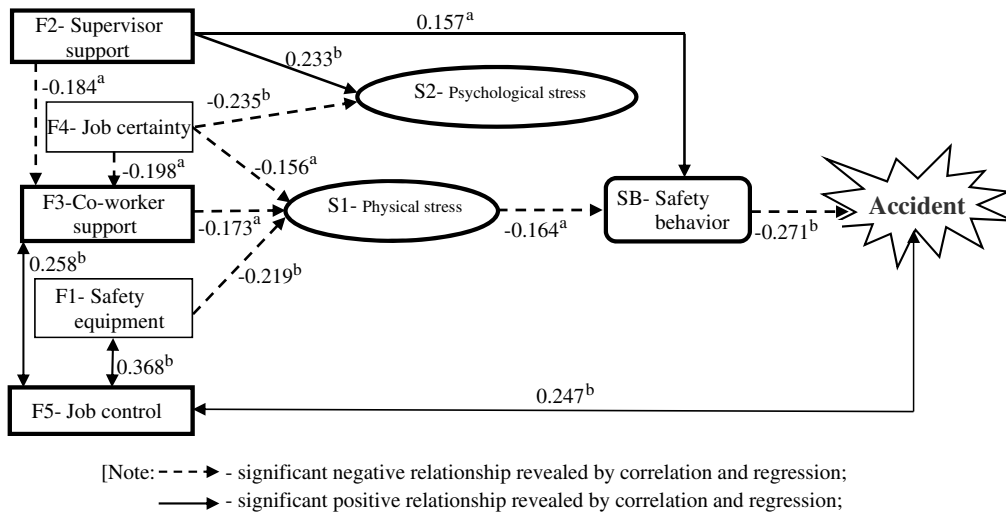 F2- Supervisor
support
0.157a
0.233b
-0.184a
S2- Psychological stress
-0.235b
F4- Job certainty
-0.198a
-0.156a
F3-Co-worker
support
S1- Physical stress
SB- Safety
behavior
Accident
-0.173a
-0.164a
-0.271b
0.258b
-0.219b
F1- Safety
equipment
0.368b
F5- Job control
0.247b
[Note: - significant negative relationship revealed by correlation and regression;
- significant positive relationship revealed by correlation and regression;